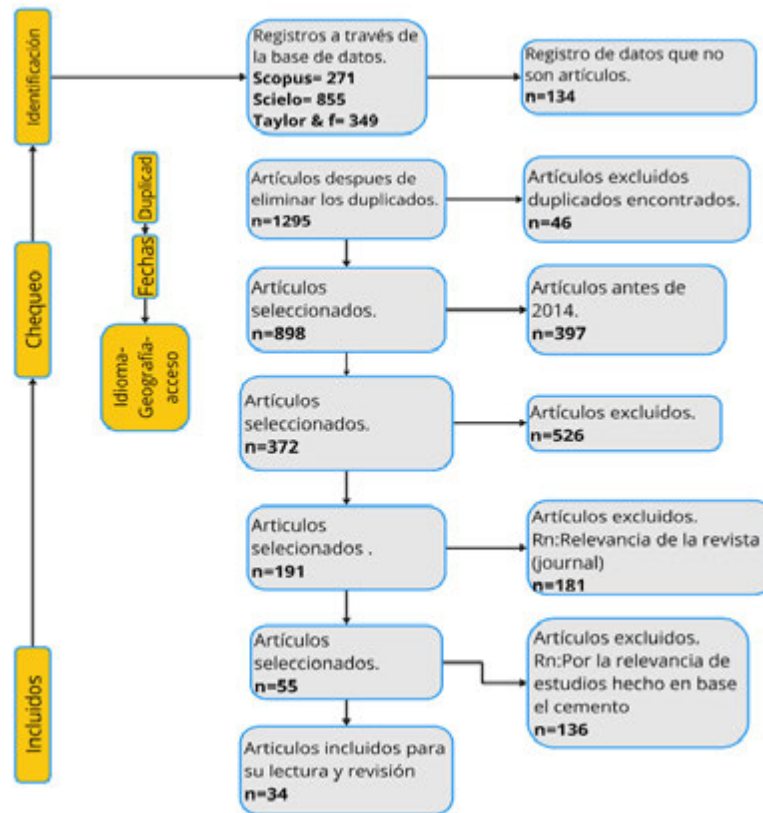 Identificación
Registros a través de
la base de datos.
Scopus= 271
Scielo= 855
Taylor & f= 349
Registro de datos que no
son artículos.
n=134
Duplicad
Fechas
Idioma-
Geografia-
acceso
Chequeo
Artículos despues de
eliminar los duplicados.
n=1295
Artículos excluidos
duplicados encontrados.
n=46
Artículos
seleccionados.
n=898
Artículos antes de
2014.
n=397
Artículos
seleccionados.
n=372
Artículos excluidos.
n=526
Articulos
selecionados .
n=191
Artículos excluidos.
Rn:Relevancia de la revista
(journal)
n=181
Incluidos
Artículos
seleccionados.
n=55
Artículos excluidos.
Rn:Por la relevancia de
estudios hecho en base
el cemento
n=136
Articulos incluidos para
su lectura y revisión
n=34